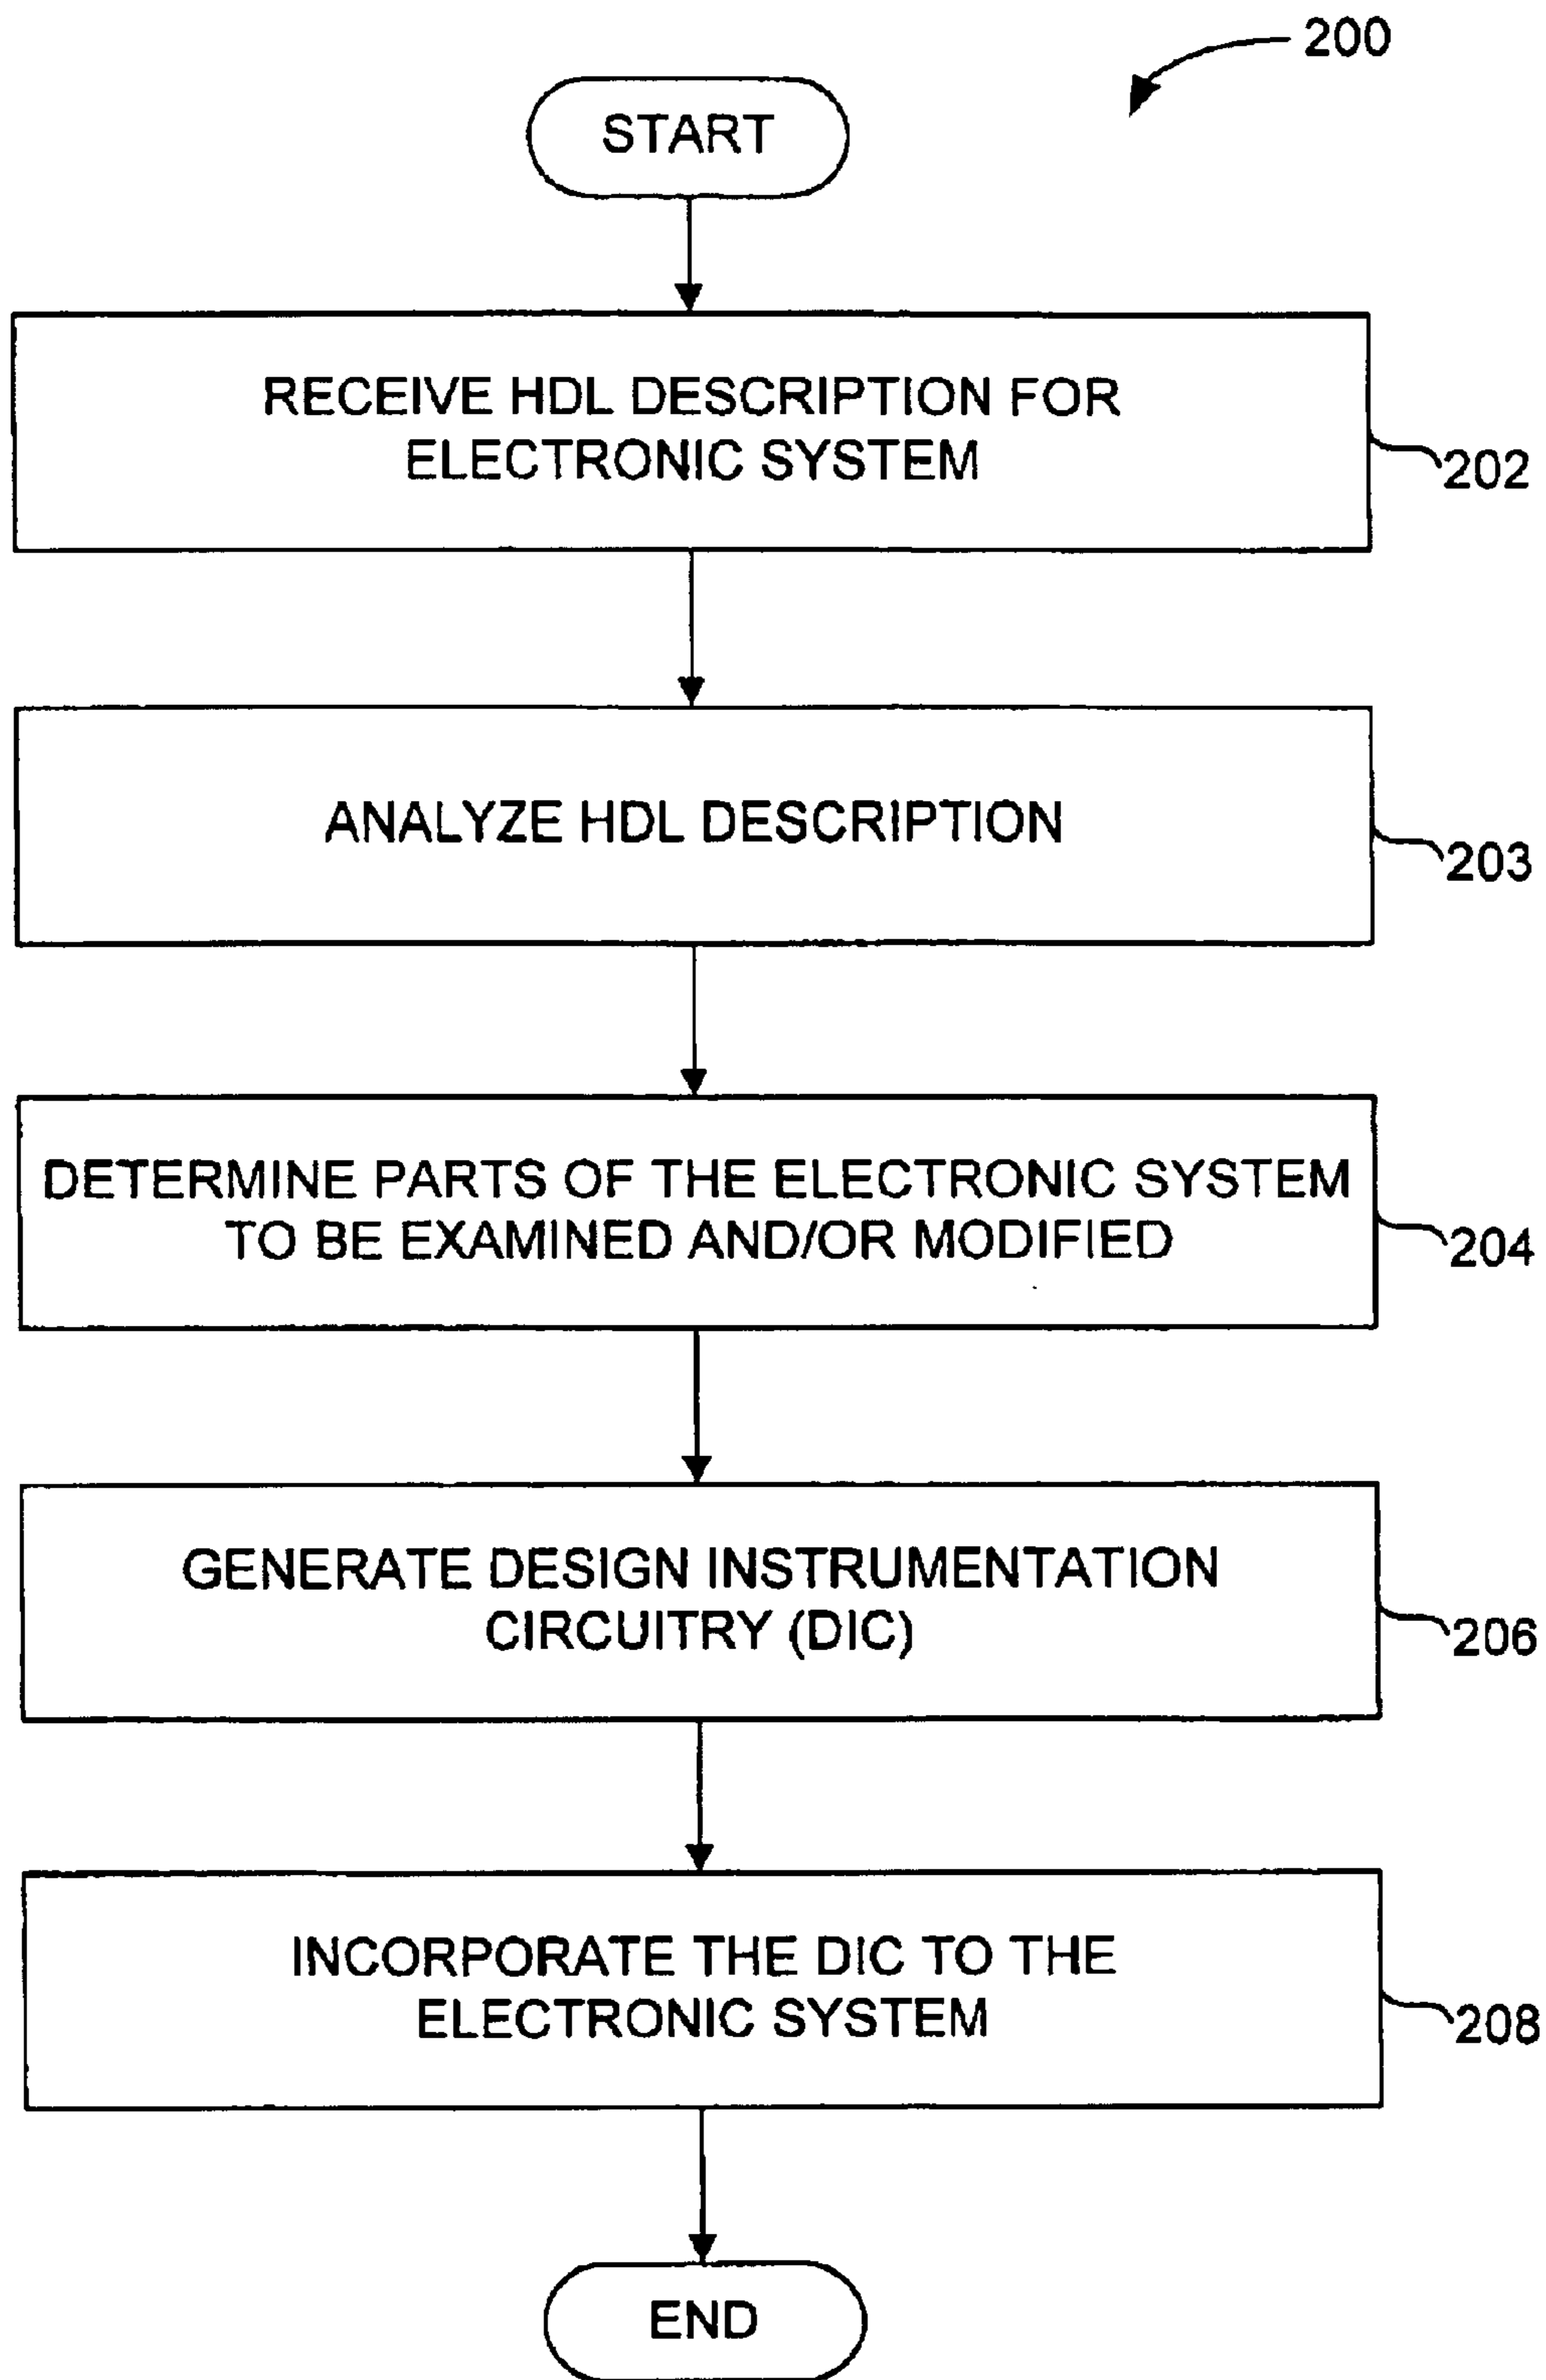 200
START
RECEIVE HDL DESCRIPTION FOR
ELECTRONIC SYSTEM
202
ANALYZE HDL DESCRIPTION
203
DETERMINE PARTS OF THE ELECTRONIC SYSTEM
TO BE EXAMINED AND/OR MODIFIED
204
GENERATE DESIGN INSTRUMENTATION
CIRCUITRY (DIC)
206
INCORPORATE THE DIC TO THE
ELECTRONIC SYSTEM
208
END